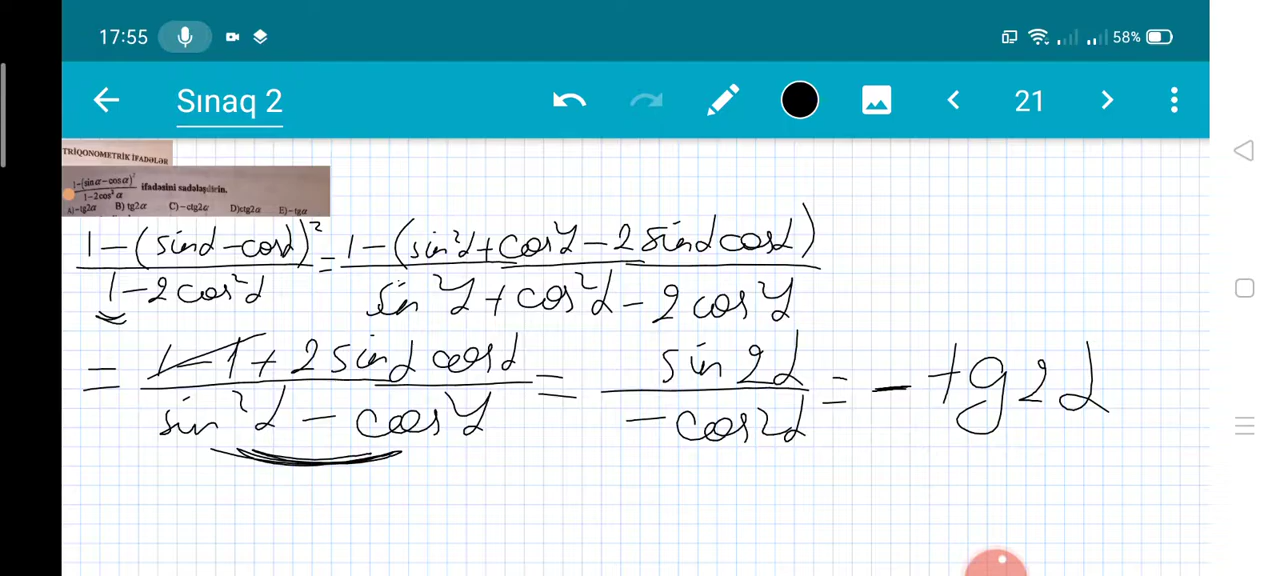 17:55 58%
Sınaq 2 21
TRİQONOMETRİK İFADƏLƏR
1-(sinα-cosα)²/1-2cos²α ifadəsini sadələşdirin.
A)-tg2α B) tg2α C)-ctg2α D)ctg2α E)-tgα
1-(sinα-cosα)²/1-2cos²α = 1-(sin²α+cos²α-2sinαcosα)/sin²α+cos²α-2cos²α
= 1-1+2sinαcosα/sin²α-cos²α = sin2α/-cos2α = -tg2α